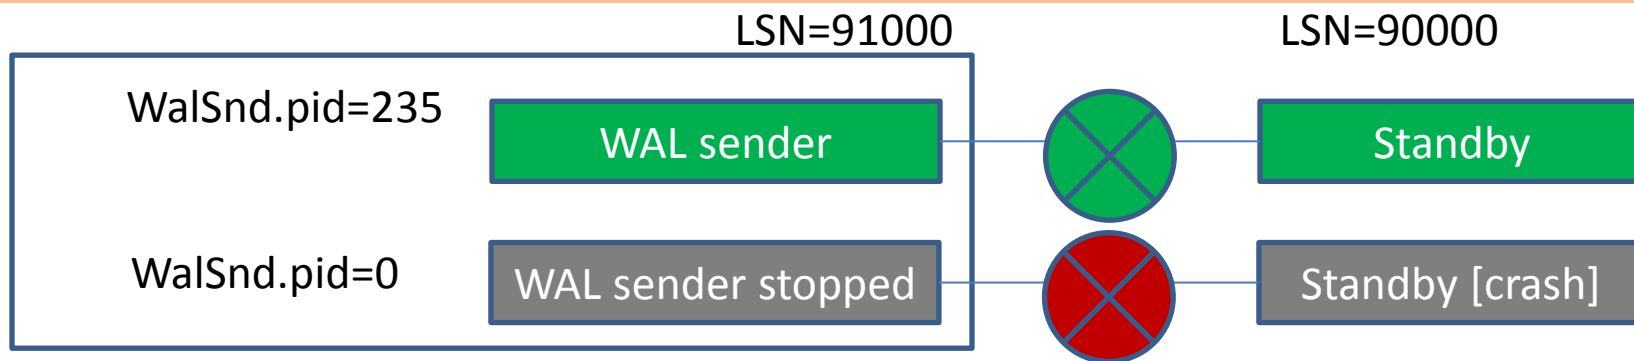 LSN=91000
LSN=90000
WalSnd.pid=235
WAL sender
Standby
WalSnd.pid=0
WAL sender stopped
Standby [crash]